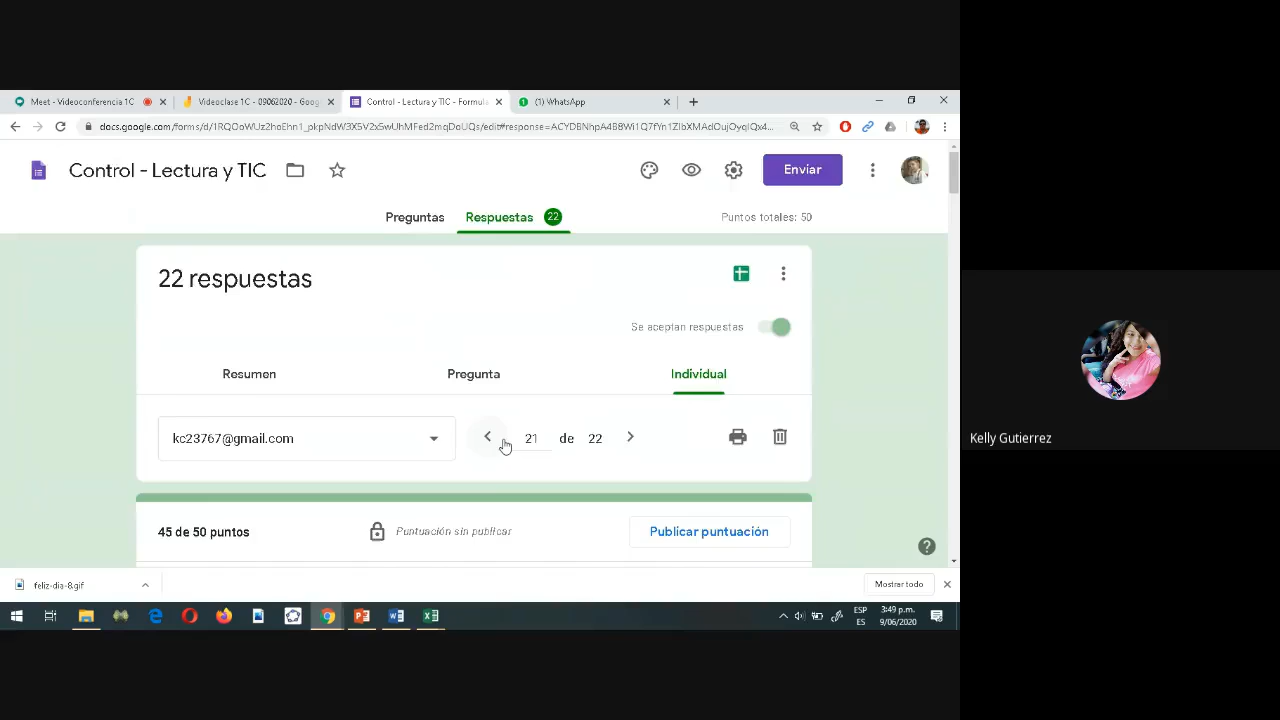 Meet - Videoconferencia 1C
Videoclase 1C - 09062020 - Goog
Control - Lectura y TIC - Formula
(1) WhatsApp
Control - Lectura y TIC
Enviar
Preguntas
Respuestas 22
Puntos totales: 50
22 respuestas
Se aceptan respuestas
Resumen
Pregunta
Individual
kc23767@gmail.com
21 de 22
45 de 50 puntos
Puntuación sin publicar
Publicar puntuación
Kelly Gutierrez
feliz-dia-8.gif
Mostrar todo
ESP
ES
3:49 p.m.
9/06/2020